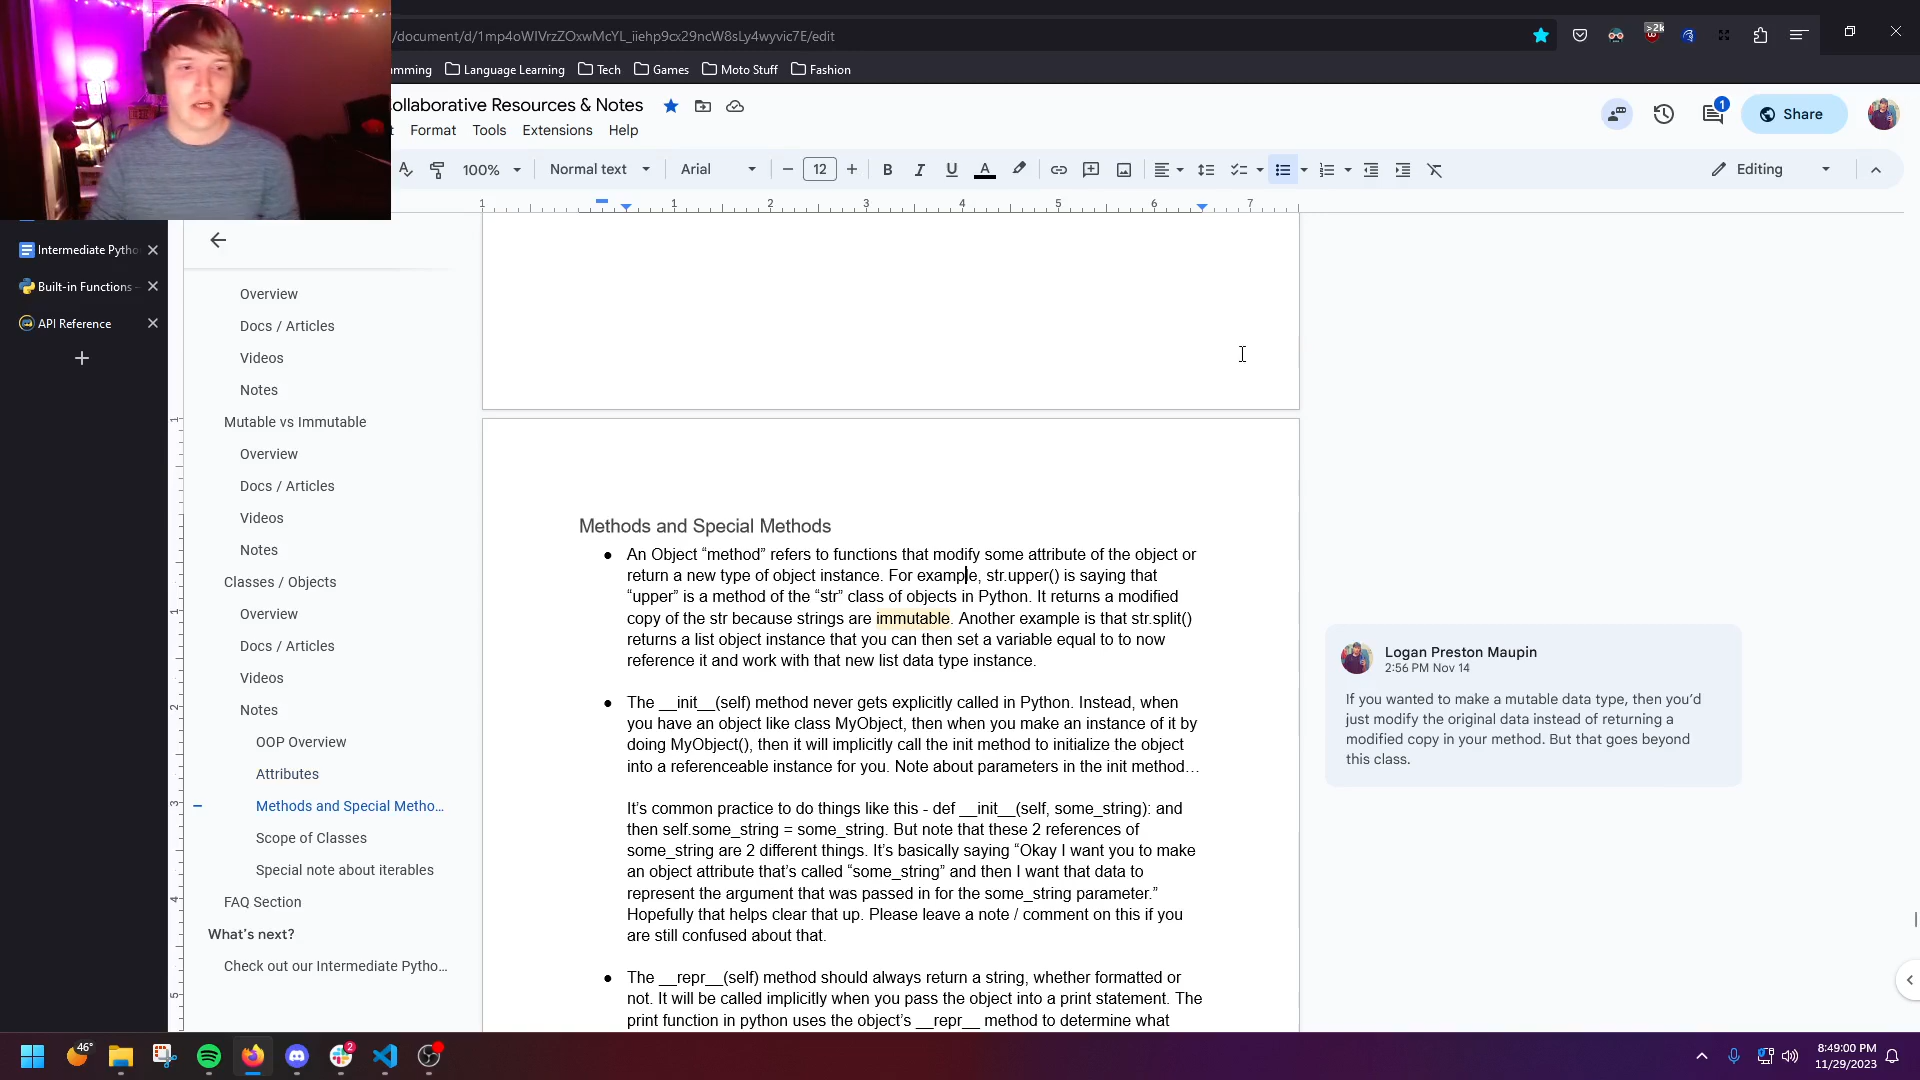 /document/d/1mp4oWIVrzZOxwMcYL_iiehp9cx29ncW8sLy4wyvic7E/edit
>2k
mming
Language Learning
Tech
Games
Moto Stuff
Fashion
ollaborative Resources & Notes
Format
Tools
Extensions
Help
1
Share
100%
Normal text
Arial
12
Editing
1 1 2 3 4 5 6 7
Intermediate Pytho
Built-in Functions –
API Reference
Overview
Docs / Articles
Videos
Notes
Mutable vs Immutable
Overview
Docs / Articles
Videos
Notes
Classes / Objects
Overview
Docs / Articles
Videos
Notes
OOP Overview
Attributes
Methods and Special Metho...
Scope of Classes
Special note about iterables
FAQ Section
What's next?
Check out our Intermediate Pytho...
1
1
2
3
4
5
Methods and Special Methods
● An Object “method” refers to functions that modify some attribute of the object or
return a new type of object instance. For example, str.upper() is saying that
“upper” is a method of the “str” class of objects in Python. It returns a modified
copy of the str because strings are immutable. Another example is that str.split()
returns a list object instance that you can then set a variable equal to to now
reference it and work with that new list data type instance.
● The __init__(self) method never gets explicitly called in Python. Instead, when
you have an object like class MyObject, then when you make an instance of it by
doing MyObject(), then it will implicitly call the init method to initialize the object
into a referenceable instance for you. Note about parameters in the init method…
It’s common practice to do things like this - def __init__(self, some_string): and
then self.some_string = some_string. But note that these 2 references of
some_string are 2 different things. It’s basically saying “Okay I want you to make
an object attribute that’s called “some_string” and then I want that data to
represent the argument that was passed in for the some_string parameter.”
Hopefully that helps clear that up. Please leave a note / comment on this if you
are still confused about that.
● The __repr__(self) method should always return a string, whether formatted or
not. It will be called implicitly when you pass the object into a print statement. The
print function in python uses the object’s __repr__ method to determine what
Logan Preston Maupin
2:56 PM Nov 14
If you wanted to make a mutable data type, then you’d
just modify the original data instead of returning a
modified copy in your method. But that goes beyond
this class.
46°
2
8:49:00 PM
11/29/2023